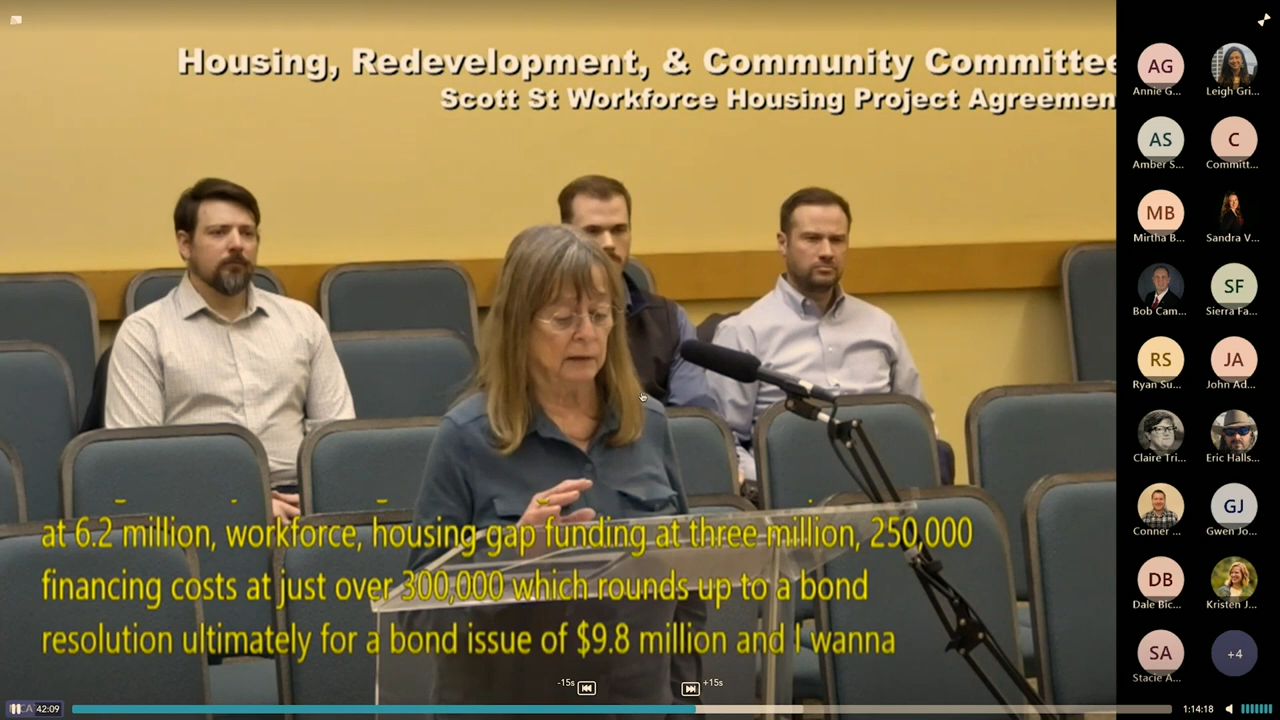 Housing, Redevelopment, & Community Committee
Scott St Workforce Housing Project Agreemen
AG
Annie G...
Leigh Gri...
AS
Amber S...
C
Committ...
MB
Mirtha B...
Sandra V...
Bob Cam...
SF
Sierra Fa...
RS
Ryan Su...
JA
John Ad...
Claire Tri...
Eric Halls...
Conner ...
GJ
Gwen Jo...
DB
Dale Bic...
Kristen J...
SA
Stacie A...
+4
at 6.2 million, workforce, housing gap funding at three million, 250,000
financing costs at just over 300,000 which rounds up to a bond
resolution ultimately for a bond issue of $9.8 million and I wanna
-15s
+15s
42:09
1:14:18